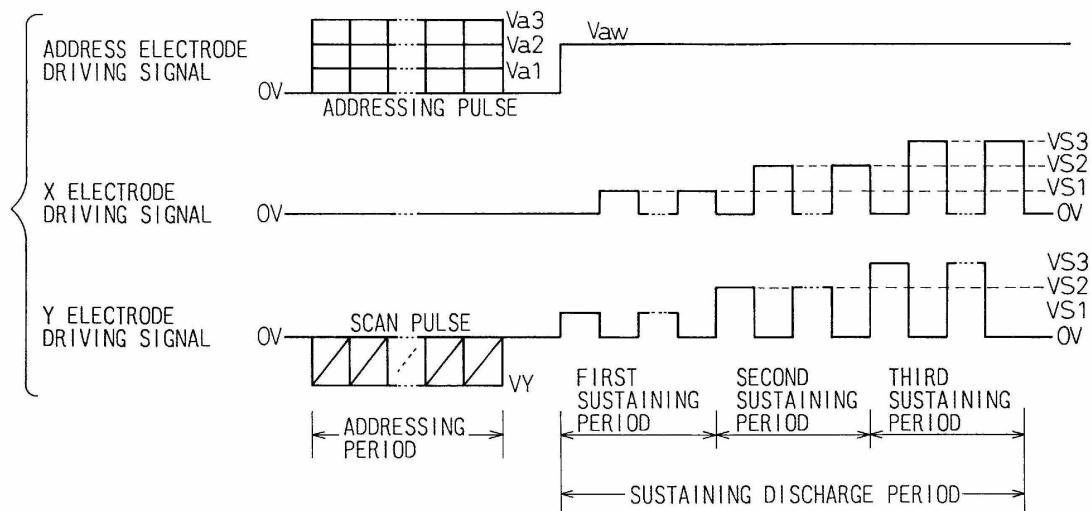 ADDRESS ELECTRODE
DRIVING SIGNAL
0V
Va3
Va2
Va1
ADDRESSING PULSE
Vaw
X ELECTRODE
DRIVING SIGNAL
0V
VS3
VS2
VS1
0V
Y ELECTRODE
DRIVING SIGNAL
0V
SCAN PULSE
VY
VS3
VS2
VS1
0V
ADDRESSING
PERIOD
FIRST
SUSTAINING
PERIOD
SECOND
SUSTAINING
PERIOD
THIRD
SUSTAINING
PERIOD
SUSTAINING DISCHARGE PERIOD